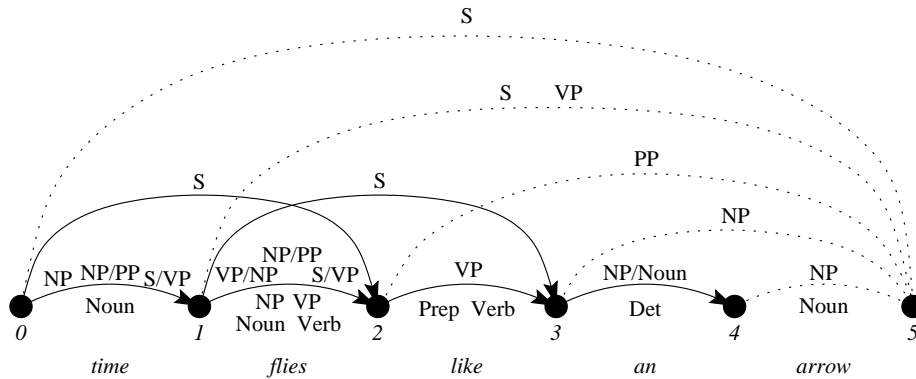 S
S VP
PP
S S
NP
NP/PP NP/PP
NP S/VP VP/NP S/VP VP NP/Noun NP
Noun NP VP Prep Verb Det Noun
Noun Verb
0 1 2 3 4 5
time flies like an arrow